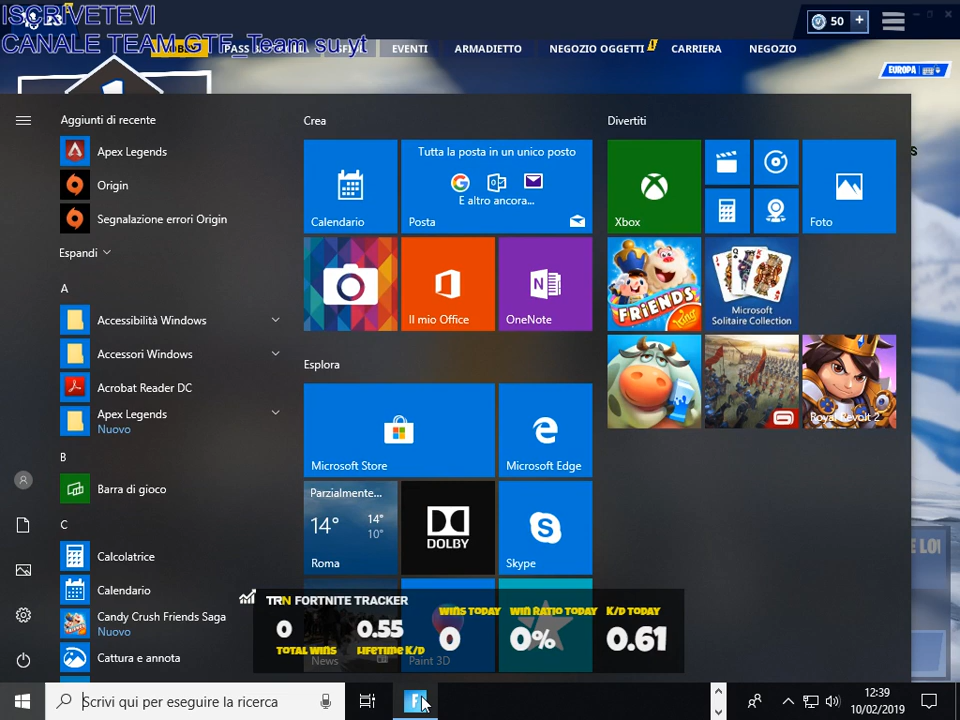 ISCRIVETEVI
CANALE TEAM GTF_Team su yt
23
50
PASS
EVENTI
ARMADIETTO
NEGOZIO OGGETTI
CARRIERA
NEGOZIO
EUROPA
Aggiunti di recente
Apex Legends
Origin
Segnalazione errori Origin
Espandi
A
Accessibilità Windows
Accessori Windows
Acrobat Reader DC
Apex Legends
Nuovo
B
Barra di gioco
C
Calcolatrice
Calendario
Candy Crush Friends Saga
Nuovo
Cattura e annota
Crea
Calendario
Tutta la posta in un unico posto
E altro ancora...
Posta
Il mio Office
OneNote
Esplora
Microsoft Store
Microsoft Edge
Parzialmente...
14°
14°
10°
Roma
DOLBY
Skype
News
Paint 3D
Divertiti
Xbox
Foto
FRIENDS
King
Microsoft
Solitaire Collection
Royal Revolt 2
TRN FORTNITE TRACKER
0
TOTAL WINS
0.55
LIFETIME K/D
WINS TODAY
0
WIN RATIO TODAY
0%
K/D TODAY
0.61
Scrivi qui per eseguire la ricerca
F
12:39
10/02/2019